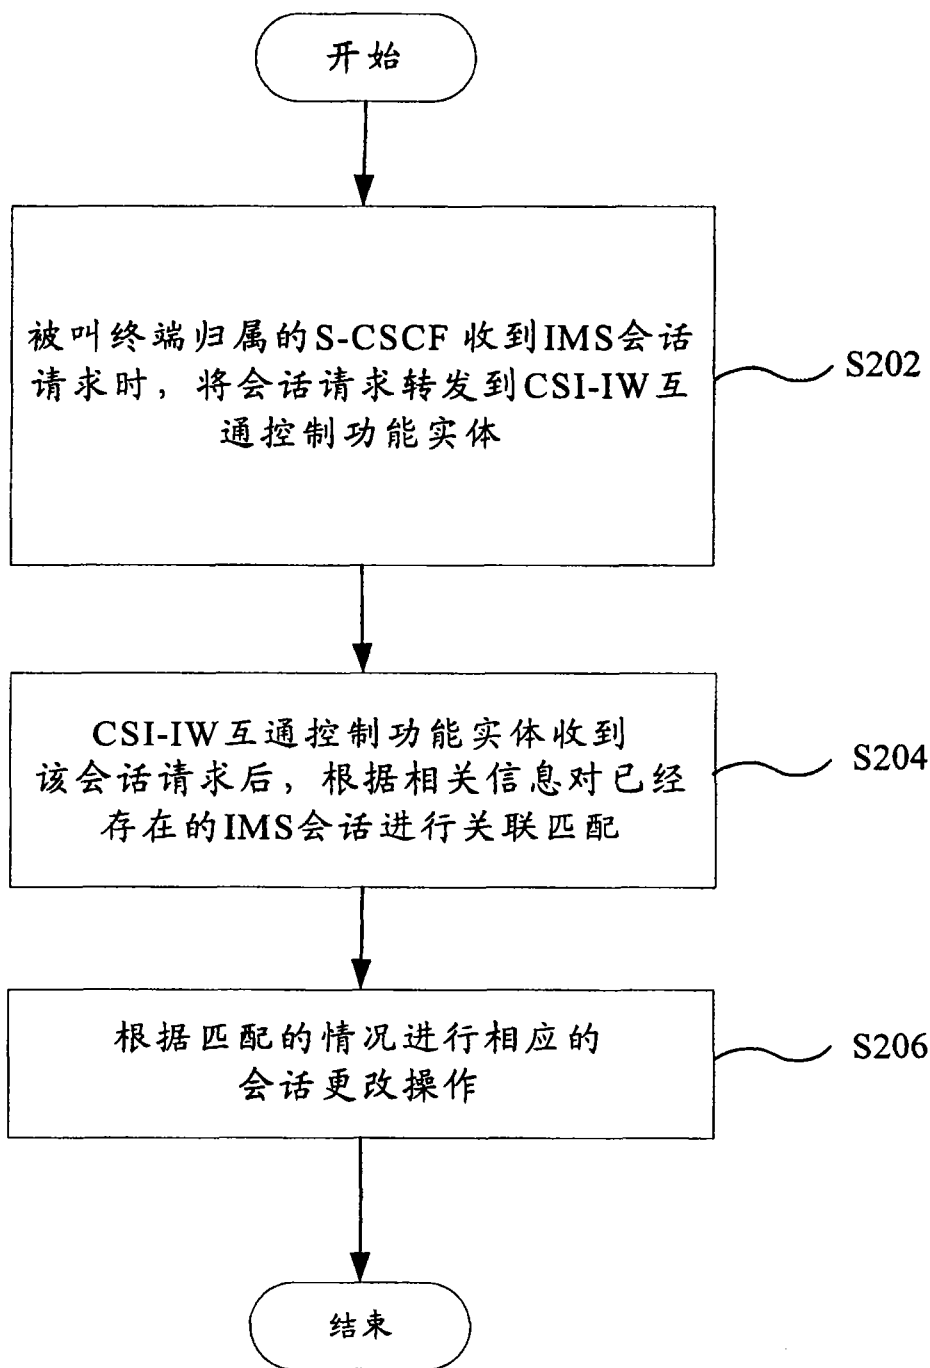 开始
被叫终端归属的S-CSCF 收到IMS会话
请求时，将会话请求转发到CSI-IW互
通控制功能实体
S202
CSI-IW互通控制功能实体收到
该会话请求后，根据相关信息对已经
存在的IMS会话进行关联匹配
S204
根据匹配的情况进行相应的
会话更改操作
S206
结束